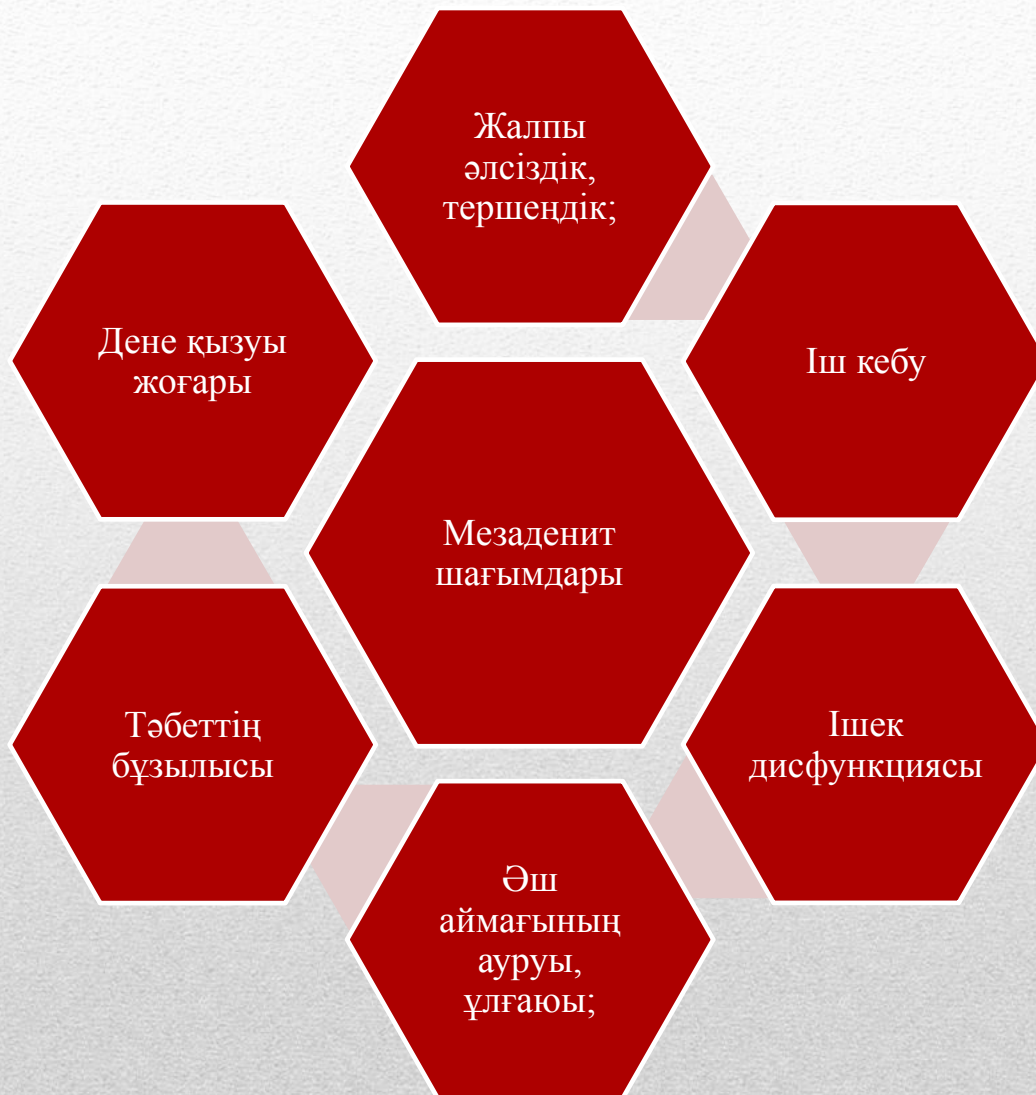 Жалпы
әлсіздік,
тершеңдік;
Дене қызуы
жоғары
Іш кебу
Мезаденит
шағымдары
Тәбеттің
бұзылысы
Ішек
дисфункциясы
Әш
аймағының
ауруы,
ұлғаюы;